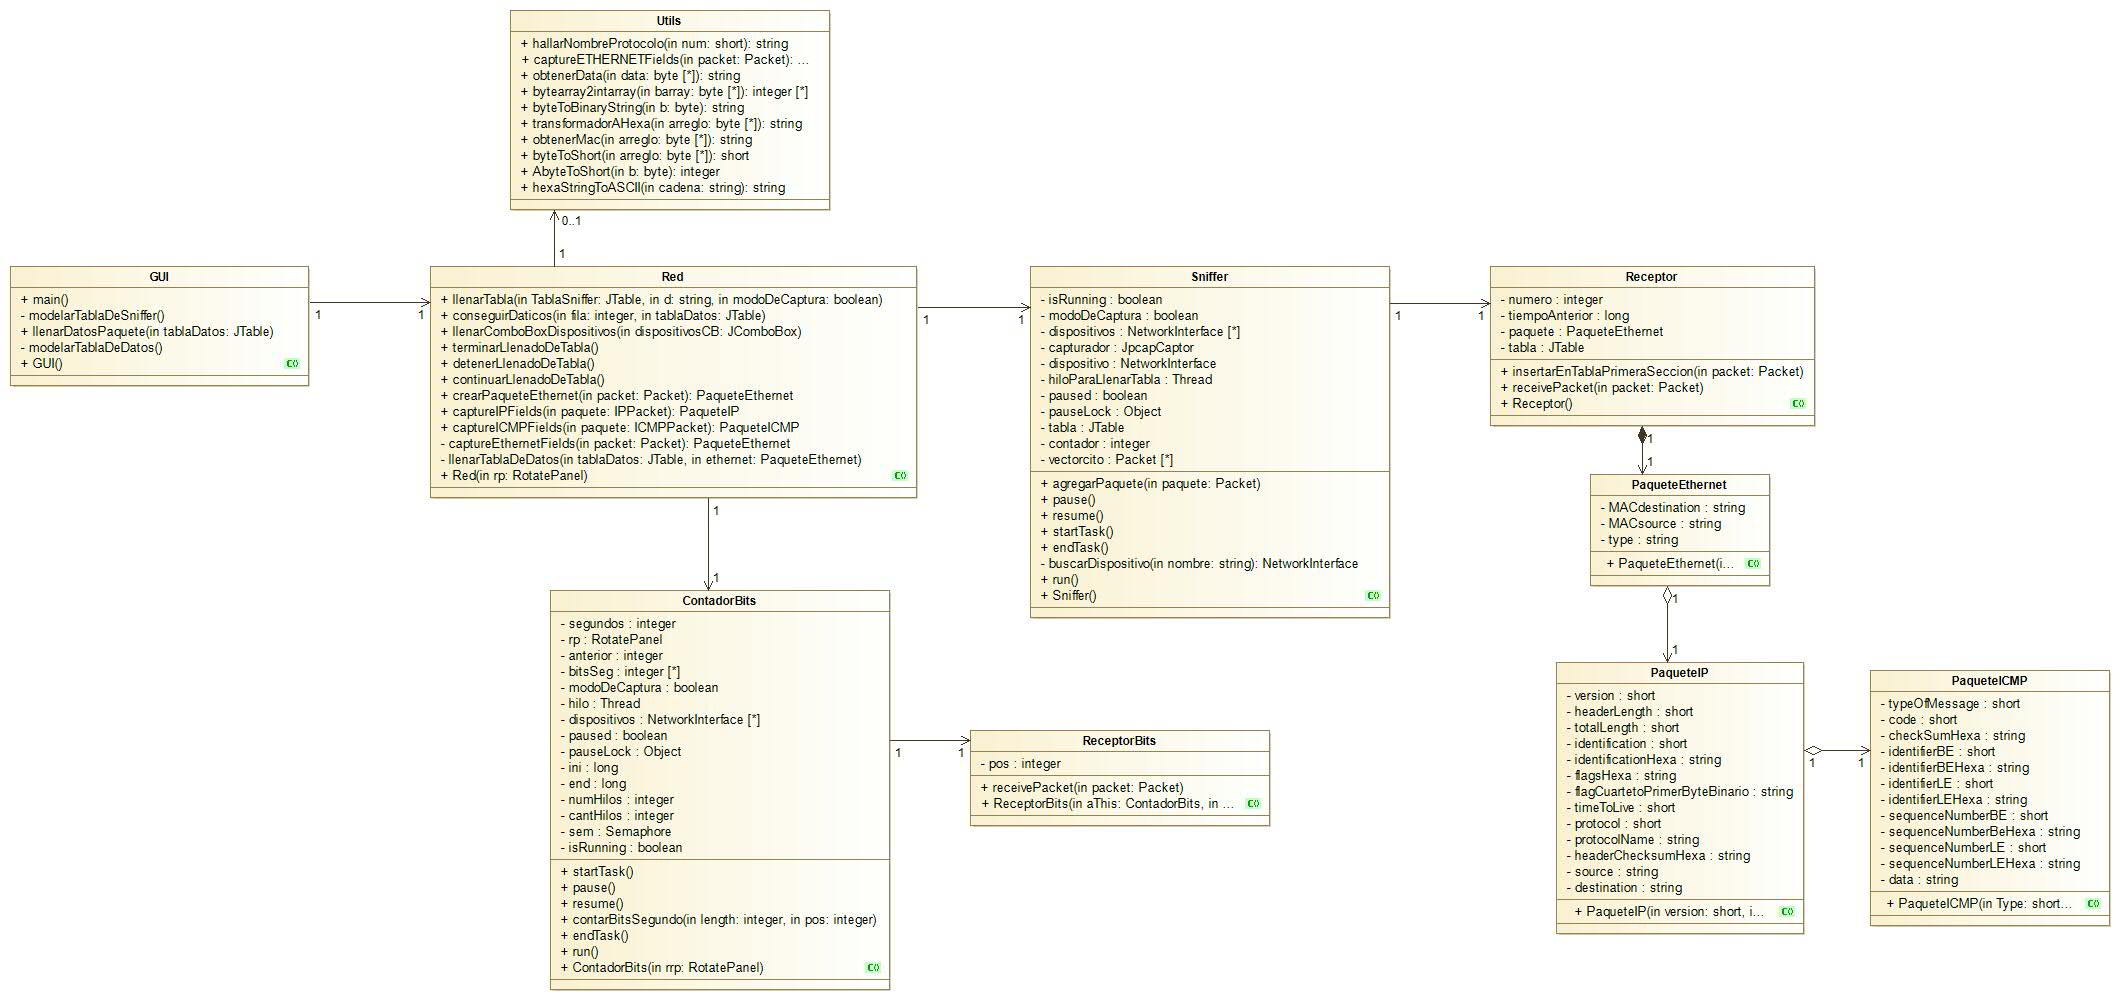 Utils
+ hallarNombreProtocolo(in num: short): string
+ captureETHERNETFields(in packet: Packet): ...
+ obtenerData(in data: byte [*]): string
+ bytearray2intarray(in barray: byte [*]): integer [*]
+ byteToBinaryString(in b: byte): string
+ transformadorAHexa(in arreglo: byte [*]): string
+ obtenerMac(in arreglo: byte [*]): string
+ byteToShort(in arreglo: byte [*]): short
+ AbyteToShort(in b: byte): integer
+ hexaStringToASCII(in cadena: string): string
0..1
1
GUI
+ main()
- modelarTablaDeSniffer()
+ llenarDatosPaquete(in tablaDatos: JTable)
- modelarTablaDeDatos()
+ GUI()
C()
1
1
Red
+ llenarTabla(in TablaSniffer: JTable, in d: string, in modoDeCaptura: boolean)
+ conseguirDaticos(in fila: integer, in tablaDatos: JTable)
+ llenarComboBoxDispositivos(in dispositivosCB: JComboBox)
+ terminarLlenadoDeTabla()
+ detenerLlenadoDeTabla()
+ continuarLlenadoDeTabla()
+ crearPaqueteEthernet(in packet: Packet): PaqueteEthernet
+ captureIPFields(in paquete: IPPacket): PaqueteIP
+ captureICMPFields(in paquete: ICMPPacket): PaqueteICMP
- captureEthernetFields(in packet: Packet): PaqueteEthernet
- llenarTablaDeDatos(in tablaDatos: JTable, in ethernet: PaqueteEthernet)
+ Red(in rp: RotatePanel)
C()
1
1
Sniffer
- isRunning : boolean
- modoDeCaptura : boolean
- dispositivos : NetworkInterface [*]
- capturador : JpcapCaptor
- dispositivo : NetworkInterface
- hiloParaLlenarTabla : Thread
- paused : boolean
- pauseLock : Object
- tabla : JTable
- contador : integer
- vectorcito : Packet [*]
+ agregarPaquete(in paquete: Packet)
+ pause()
+ resume()
+ startTask()
+ endTask()
- buscarDispositivo(in nombre: string): NetworkInterface
+ run()
+ Sniffer()
C()
1
1
Receptor
- numero : integer
- tiempoAnterior : long
- paquete : PaqueteEthernet
- tabla : JTable
+ insertarEnTablaPrimeraSeccion(in packet: Packet)
+ receivePacket(in packet: Packet)
+ Receptor()
C()
1
1
PaqueteEthernet
- MACdestination : string
- MACsource : string
- type : string
+ PaqueteEthernet(i...
C()
1
1
1
1
ContadorBits
- segundos : integer
- rp : RotatePanel
- anterior : integer
- bitsSeg : integer [*]
- modoDeCaptura : boolean
- hilo : Thread
- dispositivos : NetworkInterface [*]
- paused : boolean
- pauseLock : Object
- ini : long
- end : long
- numHilos : integer
- cantHilos : integer
- sem : Semaphore
- isRunning : boolean
+ startTask()
+ pause()
+ resume()
+ contarBitsSegundo(in length: integer, in pos: integer)
+ endTask()
+ run()
+ ContadorBits(in rrp: RotatePanel)
C()
1
1
ReceptorBits
- pos : integer
+ receivePacket(in packet: Packet)
+ ReceptorBits(in aThis: ContadorBits, in ...
C()
PaqueteIP
- version : short
- headerLength : short
- totalLength : short
- identification : short
- identificationHexa : string
- flagsHexa : string
- flagCuartetoPrimerByteBinario : string
- timeToLive : short
- protocol : short
- protocolName : string
- headerChecksumHexa : string
- source : string
- destination : string
+ PaqueteIP(in version: short, i...
C()
1
1
PaqueteICMP
- typeOfMessage : short
- code : short
- checkSumHexa : string
- identifierBE : short
- identifierBEHexa : string
- identifierLE : short
- identifierLEHexa : string
- sequenceNumberBE : short
- sequenceNumberBeHexa : string
- sequenceNumberLE : short
- sequenceNumberLEHexa : string
- data : string
+ PaqueteICMP(in Type: short...
C()